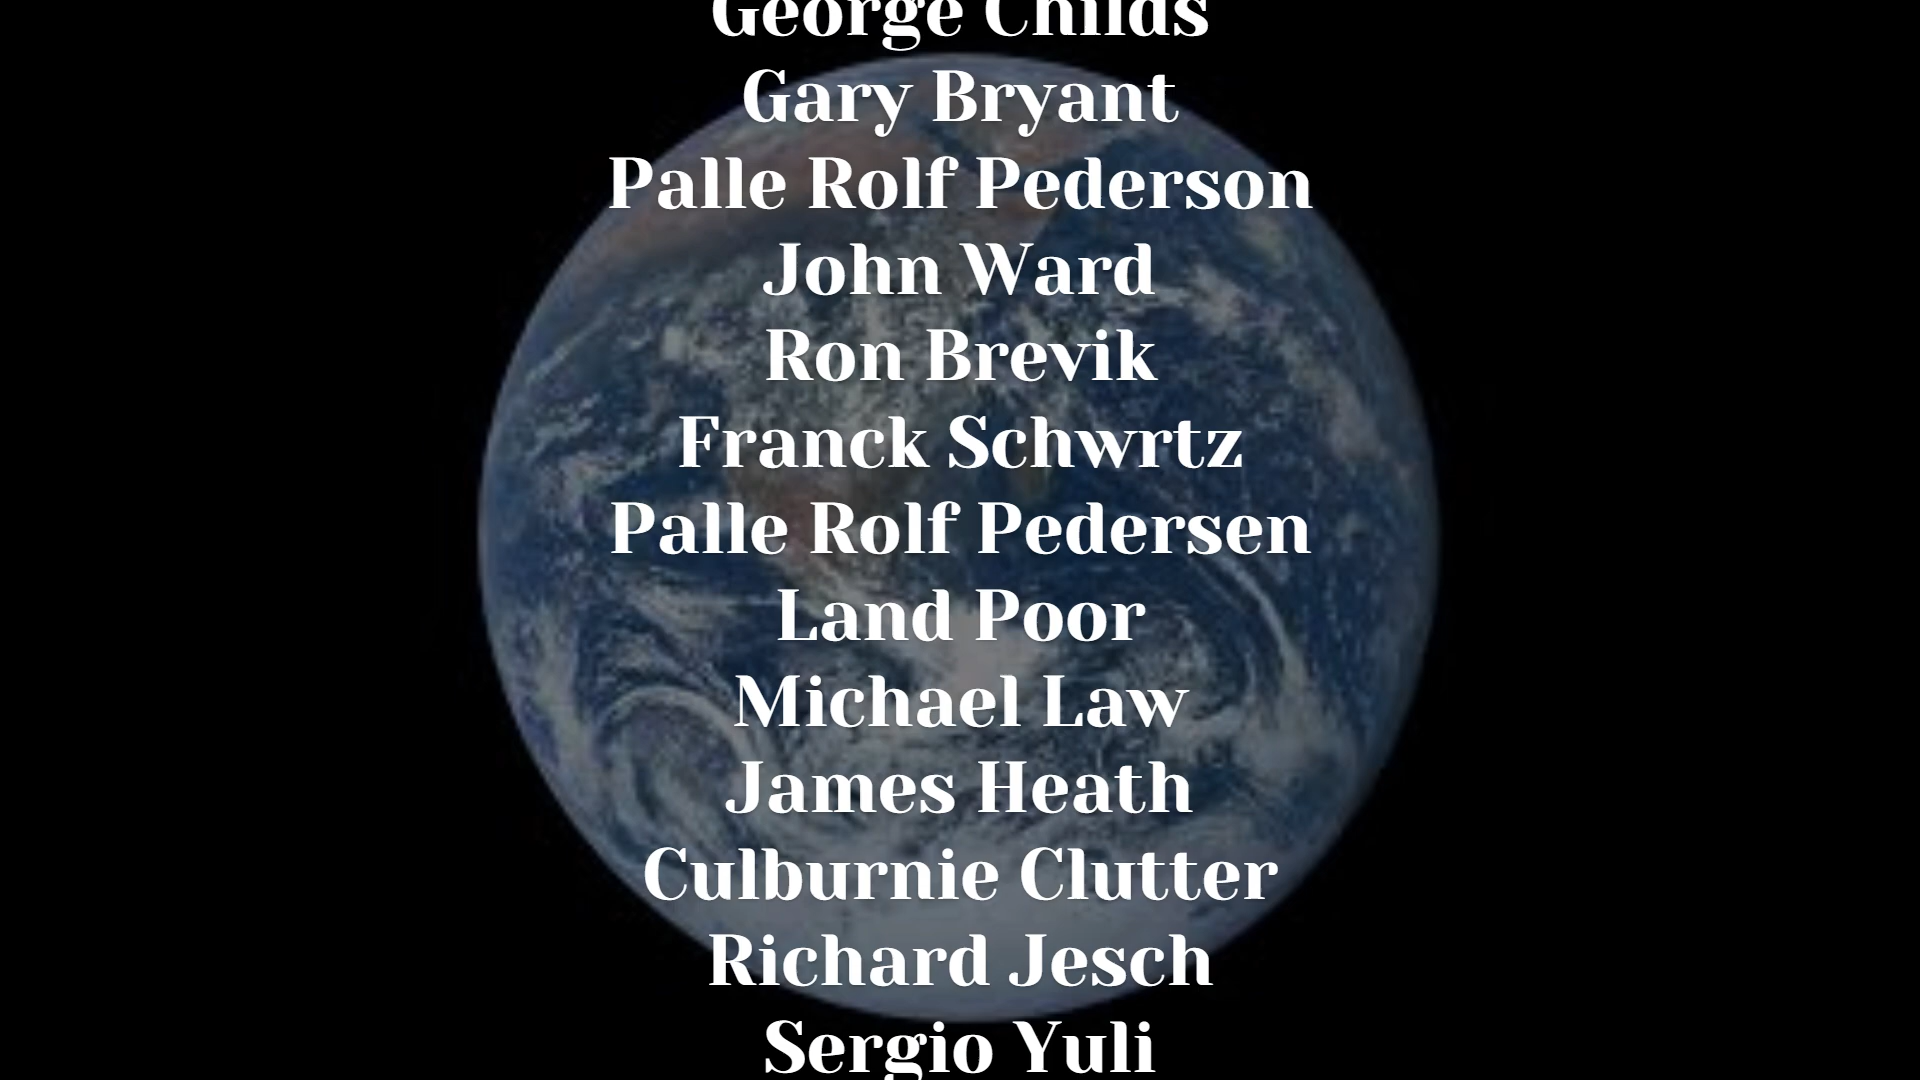 George Childs
Gary Bryant
Palle Rolf Pederson
John Ward
Ron Brevik
Franck Schwrtz
Palle Rolf Pedersen
Land Poor
Michael Law
James Heath
Culburnie Clutter
Richard Jesch
Sergio Yuli